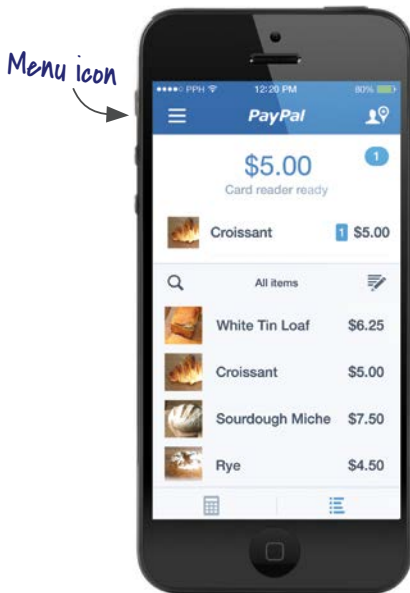 Menu icon
PPH 12:20 PM 80%
PayPal
$5.00
1
Card reader ready
Croissant 1 $5.00
All items
White Tin Loaf $6.25
Croissant $5.00
Sourdough Miche $7.50
Rye $4.50